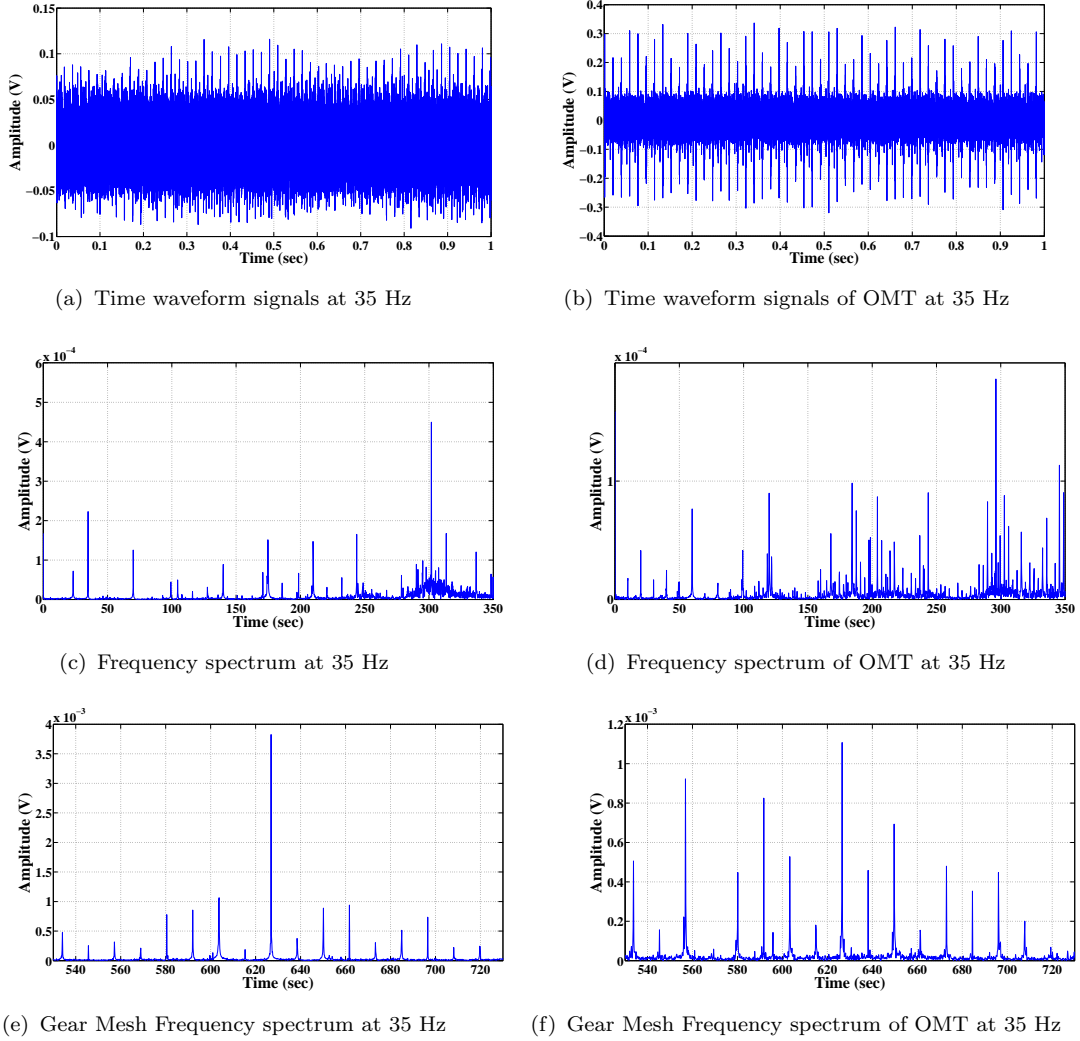 0.15
0.1
0.05
0
−0.05
−0.1
Amplitude (V)
0 0.1 0.2 0.3 0.4 0.5 0.6 0.7 0.8 0.9 1
Time (sec)
(a) Time waveform signals at 35 Hz
0.4
0.3
0.2
0.1
0
−0.1
−0.2
−0.3
−0.4
Amplitude (V)
0 0.1 0.2 0.3 0.4 0.5 0.6 0.7 0.8 0.9 1
Time (sec)
(b) Time waveform signals of OMT at 35 Hz
x 10−4
6
5
4
3
2
1
0
Amplitude (V)
0 50 100 150 200 250 300 350
Time (sec)
(c) Frequency spectrum at 35 Hz
x 10−4
1
0
Amplitude (V)
0 50 100 150 200 250 300 350
Time (sec)
(d) Frequency spectrum of OMT at 35 Hz
x 10−3
4
3.5
3
2.5
2
1.5
1
0.5
0
Amplitude (V)
540 560 580 600 620 640 660 680 700 720
Time (sec)
(e) Gear Mesh Frequency spectrum at 35 Hz
x 10−3
1.2
1
0.8
0.6
0.4
0.2
0
Amplitude (V)
540 560 580 600 620 640 660 680 700 720
Time (sec)
(f) Gear Mesh Frequency spectrum of OMT at 35 Hz